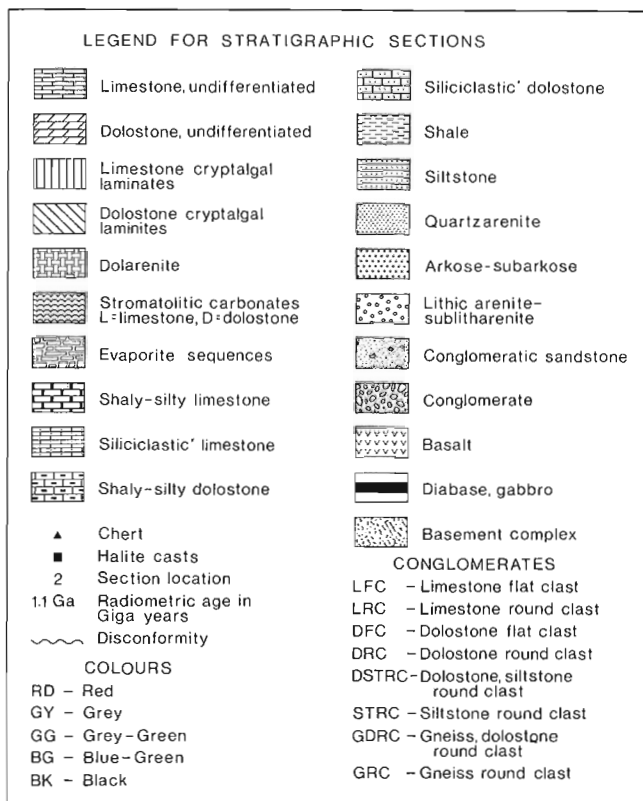 LEGEND FOR STRATIGRAPHIC SECTIONS
Limestone, undifferentiated
Dolostone, undifferentiated
Limestone cryptalgal
laminates
Dolostone cryptalgal
laminites
Dolarenite
Stromatolitic carbonates
L=limestone, D=dolostone
Evaporite sequences
Shaly-silty limestone
Siliciclastic' limestone
Shaly-silty dolostone
▲ Chert
■ Halite casts
2 Section location
1.1 Ga Radiometric age in
Giga years
Disconformity
COLOURS
RD – Red
GY – Grey
GG – Grey-Green
BG – Blue-Green
BK – Black
Siliciclastic' dolostone
Shale
Siltstone
Quartzarenite
Arkose-subarkose
Lithic arenite-
sublitharenite
Conglomeratic sandstone
Conglomerate
Basalt
Diabase, gabbro
Basement complex
CONGLOMERATES
LFC – Limestone flat clast
LRC – Limestone round clast
DFC – Dolostone flat clast
DRC – Dolostone round clast
DSTRC – Dolostone, siltstone
round clast
STRC – Siltstone round clast
GDRC – Gneiss, dolostone
round clast
GRC – Gneiss round clast